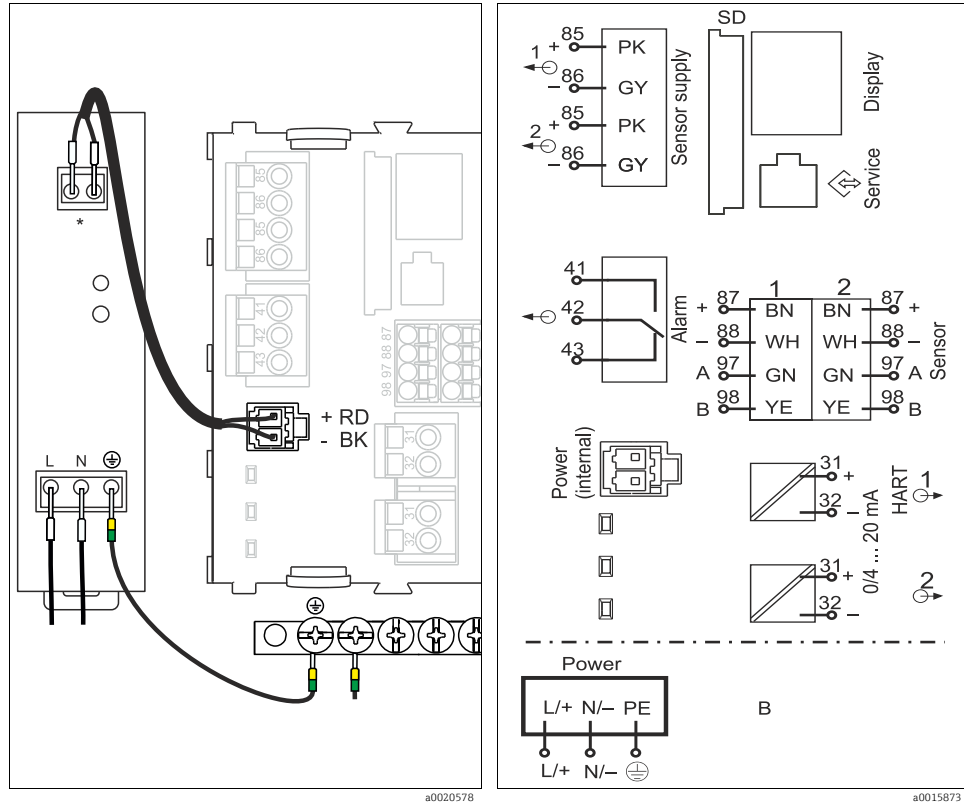 85
86
85
86
41
42
43
87
88
97
98
+ RD
- BK
31
32
31
32
*
L N
a0020578
SD
1 + 85 PK
- 86 GY
2 + 85 PK
- 86 GY
Sensor supply
Display
Service
41
42
43
Alarm
1 2
+ 87 BN BN 87 +
- 88 WH WH 88 -
A 97 GN GN 97 A
B 98 YE YE 98 B
Sensor
Power
(internal)
31 +
32 -
1
31 +
32 -
2
0/4 ... 20 mA
HART
Power
L/+ N/– PE
L/+ N/–
B
a0015873